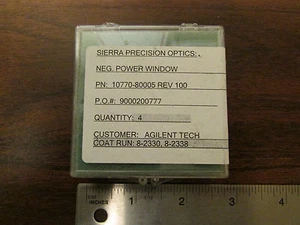 SIERRA PRECISION OPTICS:.
NEG. POWER WINDOW
PN: 10770-80005 REV 100
P.O.#: 9000200777
QUANTITY: 4
CUSTOMER: AGILENT TECH
COAT RUN: 8-2330, 8-2338
INCHES 1 2 3 4